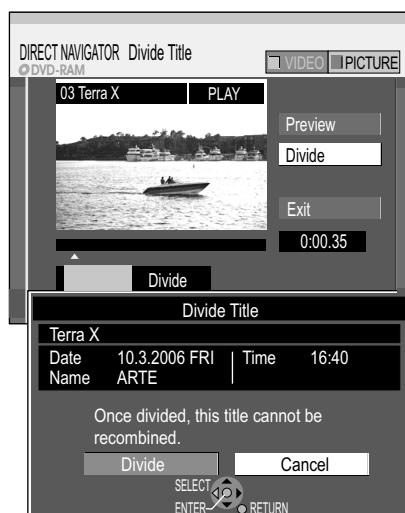 DIRECT NAVIGATOR Divide Title
DVD-RAM
VIDEO PICTURE
03 Terra X PLAY
Preview
Divide
Exit
0:00.35
Divide
Divide Title
Terra X
Date 10.3.2006 FRI Time 16:40
Name ARTE
Once divided, this title cannot be
recombined.
Divide Cancel
SELECT
ENTER RETURN